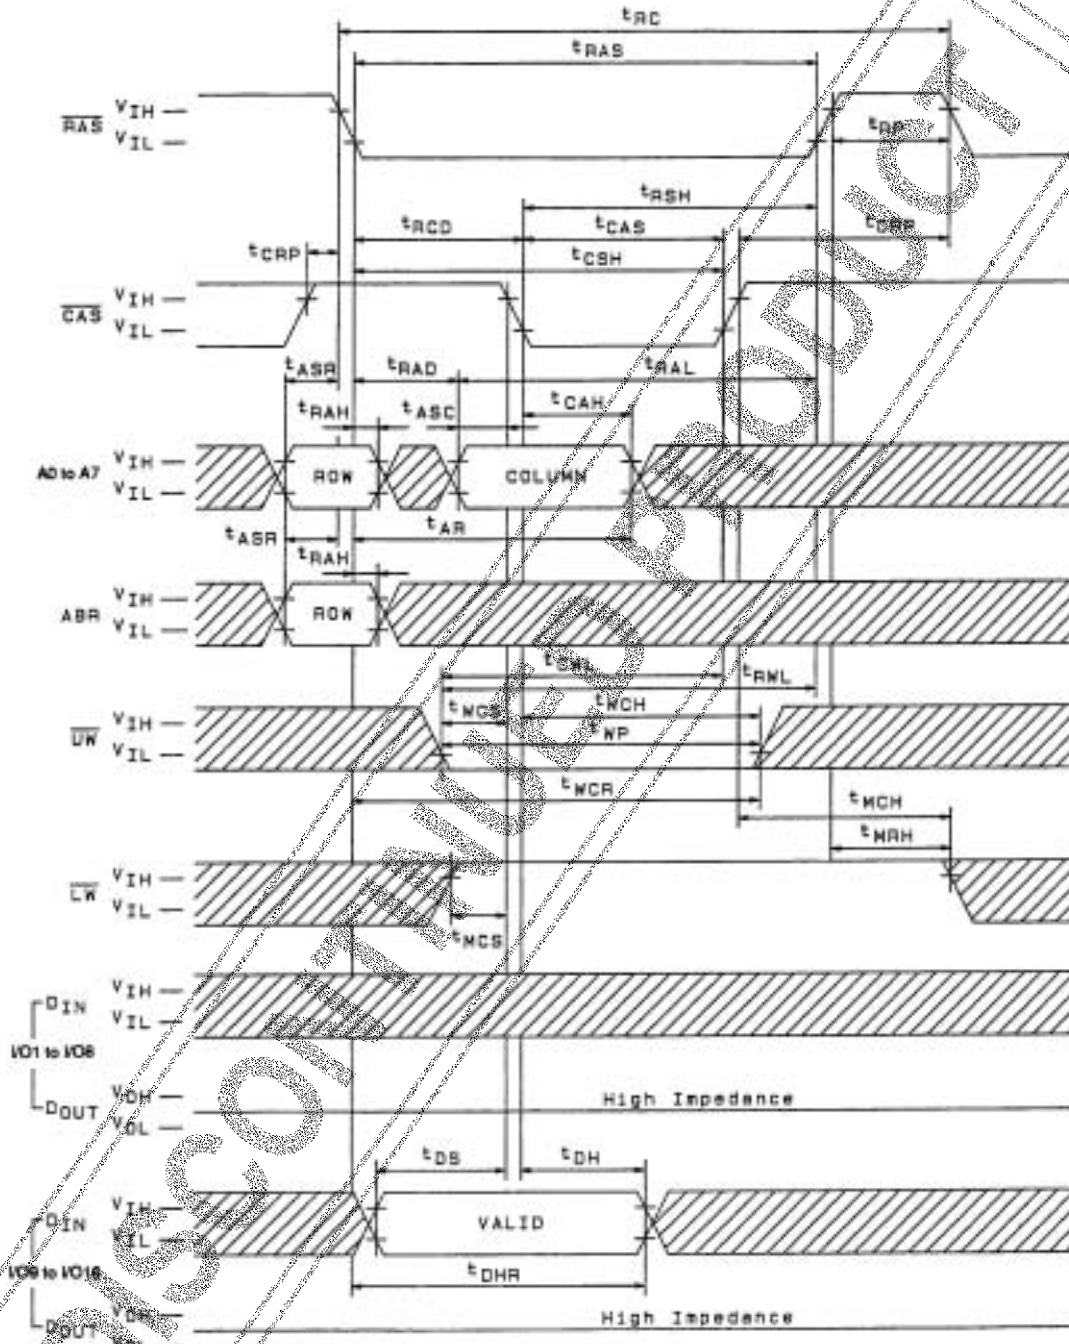 tRC
tRAS
RAS VIH
VIL
tRP
tRSH
tRCD tCAS tCRP
tCRP tCSH
CAS VIH
VIL
tASR tRAD tRAL
tRAH tASC tCAH
A0 to A7 VIH ROW COLUMN
VIL
tASR tAR
tRAH
A8R VIH ROW
VIL
tCWL
tRWL
tWCS tWCH
UW VIH
VIL tWP
tWCR
tMCH
tMRH
LW VIH
VIL
tMCS
DIN VIH
VIL
I/O1 to I/O8
DOUT VOH High Impedance
VOL
tDS tDH
DIN VIH VALID
VIL
I/O9 to I/O16
tDHR
DOUT VOH High Impedance
DISCONTINUED PRODUCT